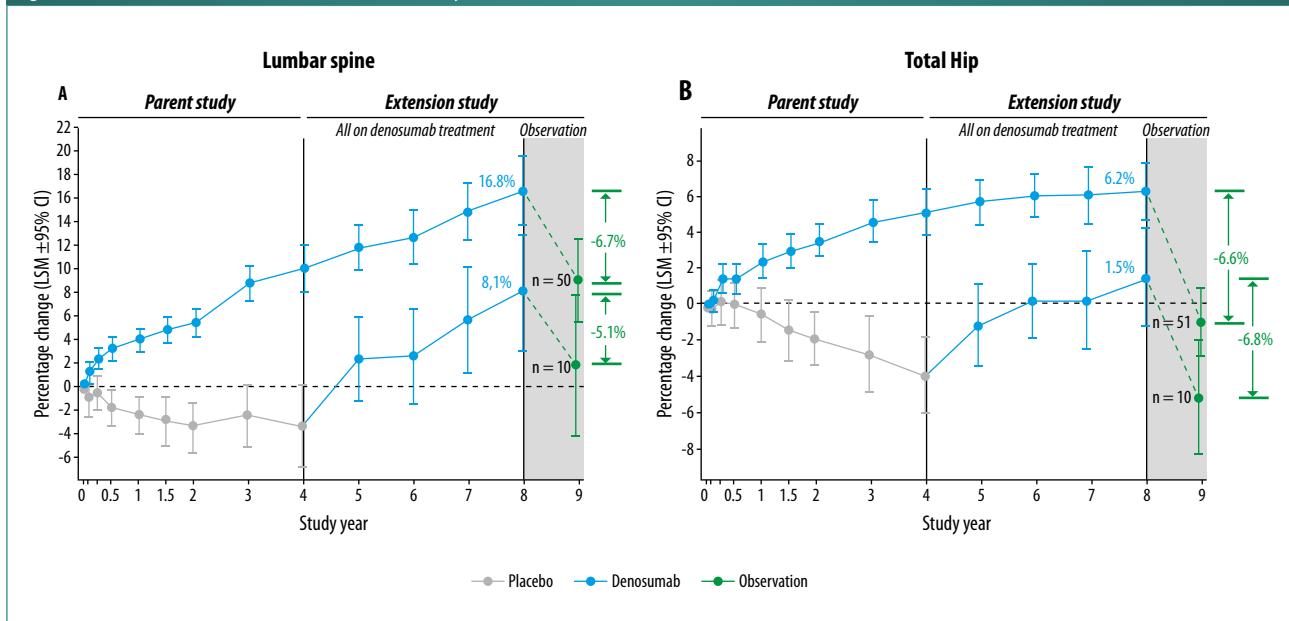 Lumbar spine
A
Parent study
Extension study
All on denosumab treatment
Observation
Percentage change (LSM ±95% CI)
22
20
18
16
14
12
10
8
6
4
2
0
-2
-4
-6
16.8%
8,1%
n = 50
n = 10
-6.7%
-5.1%
0 0.5 1 1.5 2 3 4 5 6 7 8 9
Study year
Total Hip
B
Parent study
Extension study
All on denosumab treatment
Observation
Percentage change (LSM ±95% CI)
8
6
4
2
0
-2
-4
-6
-8
6.2%
1.5%
n = 51
n = 10
-6.6%
-6.8%
0 0.5 1 1.5 2 3 4 5 6 7 8 9
Study year
Placebo Denosumab Observation